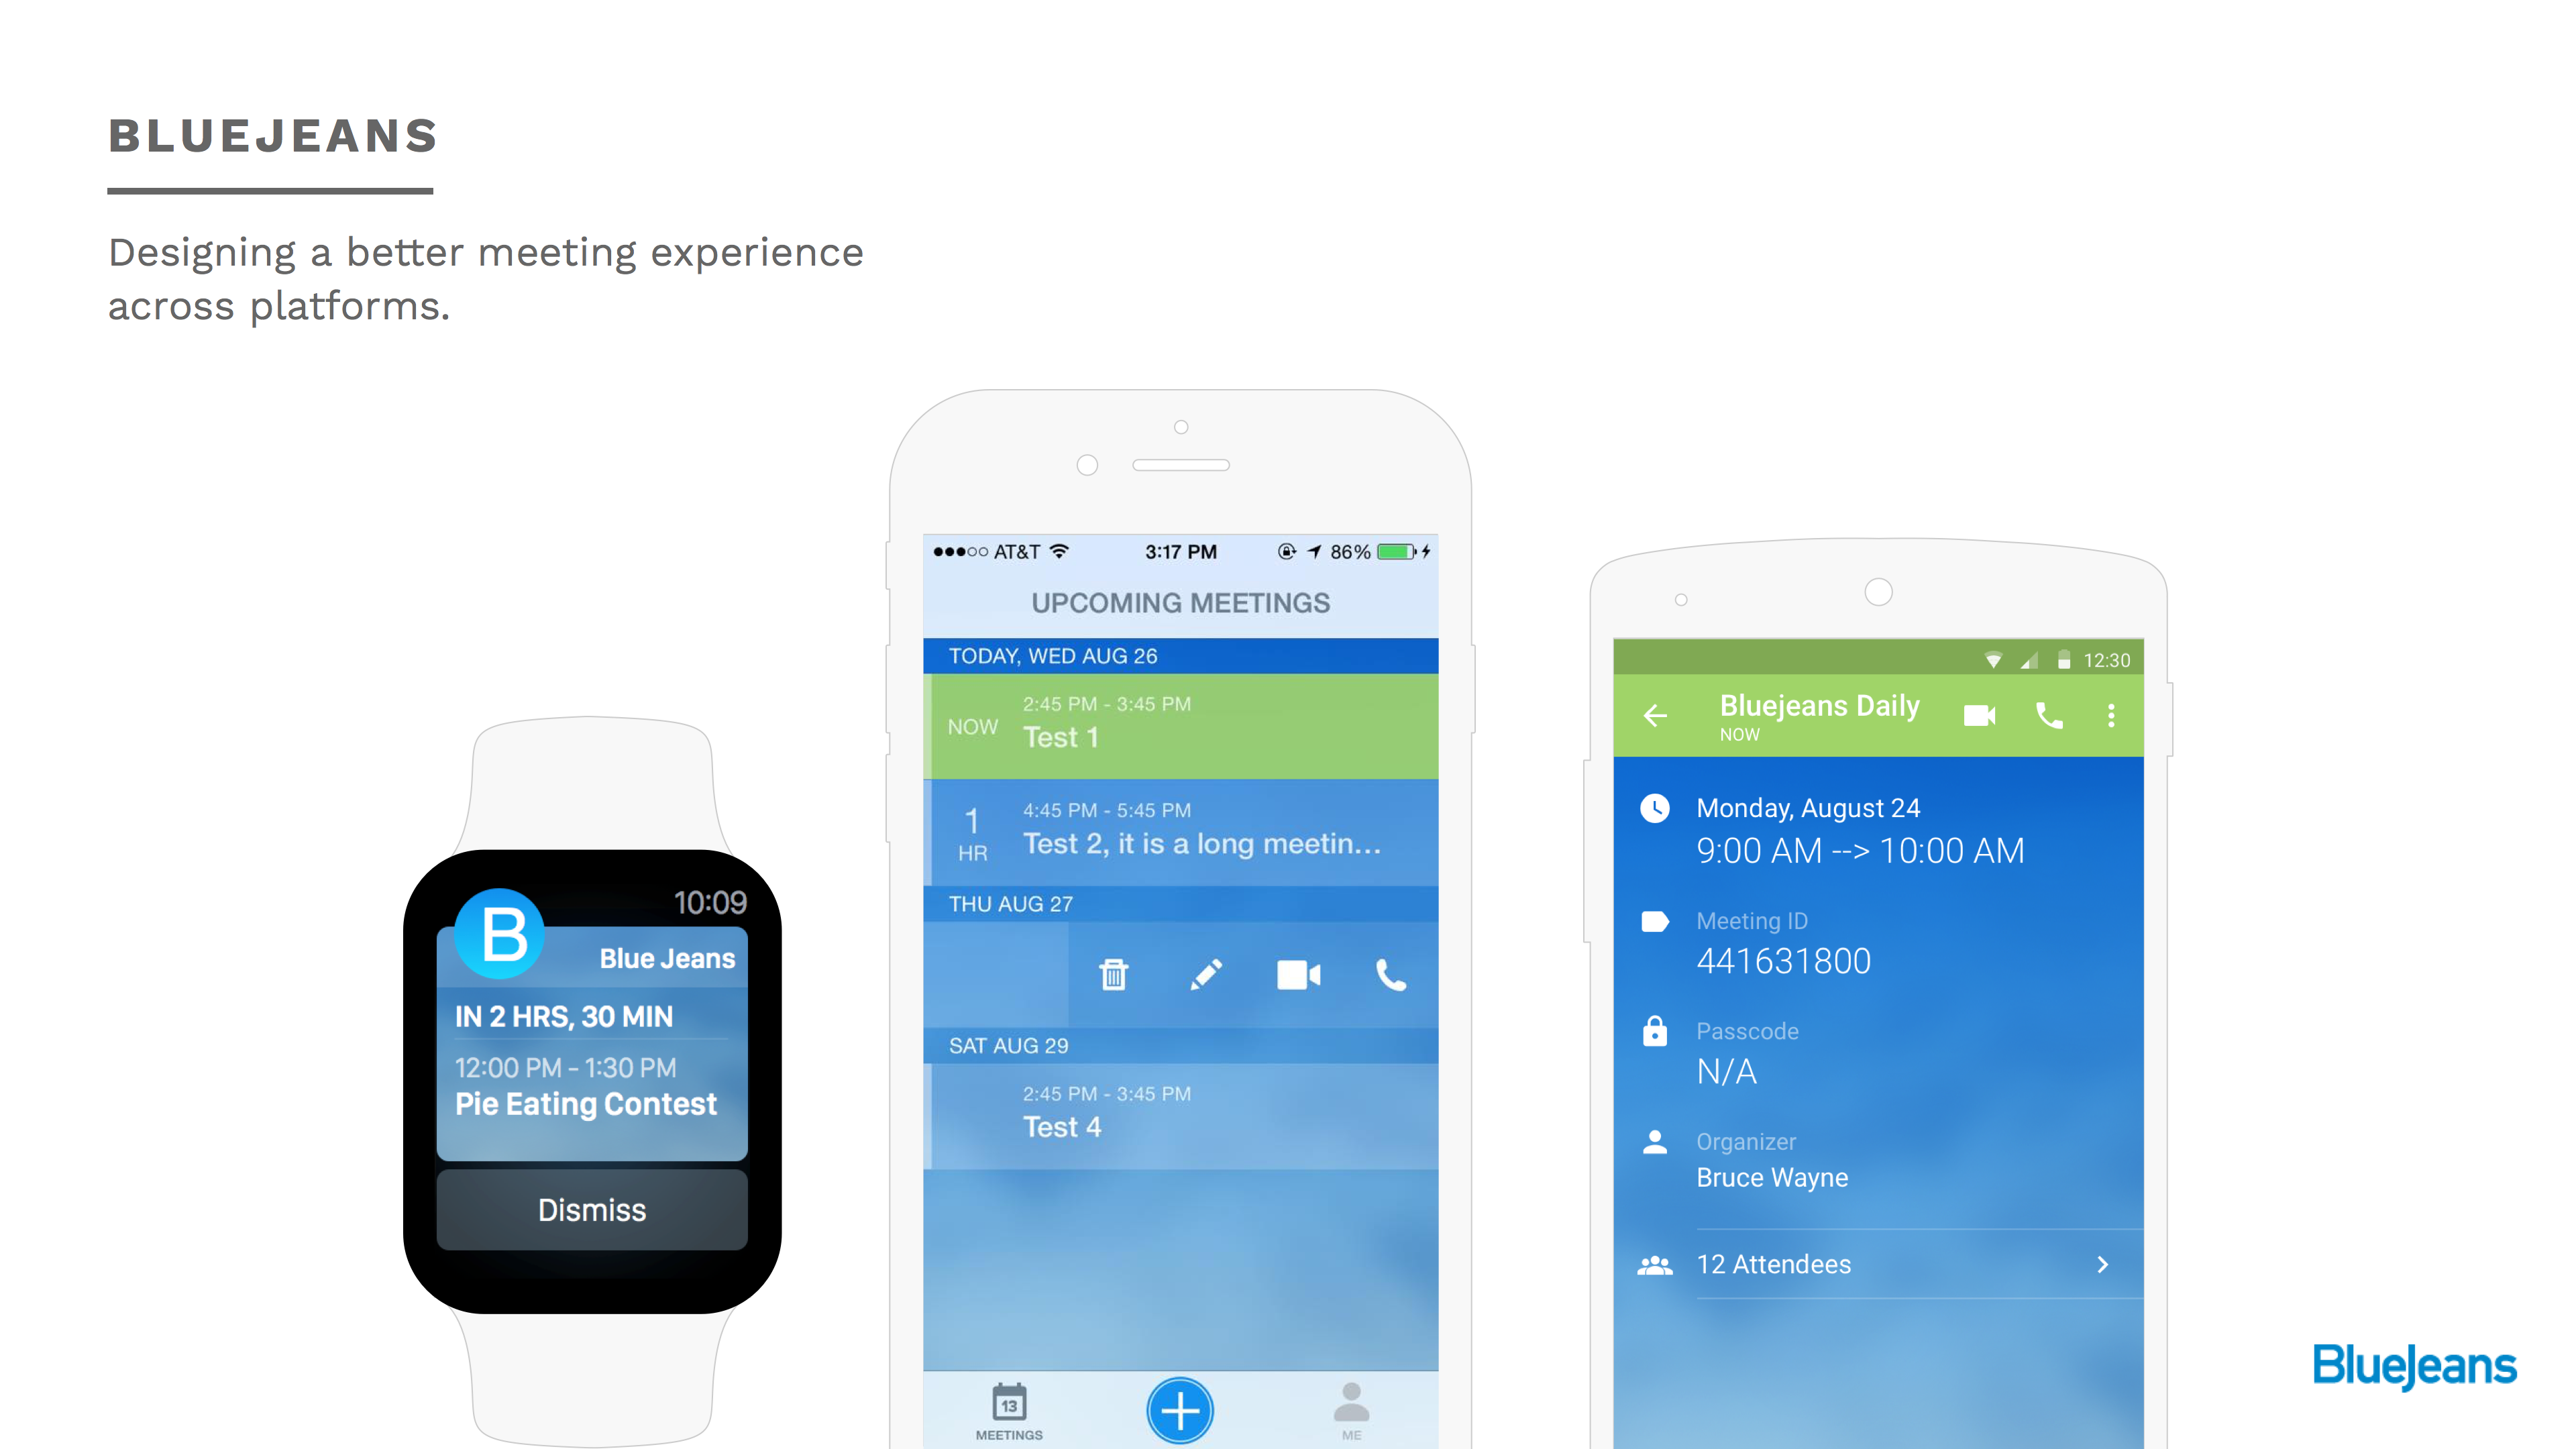 BLUEJEANS
Designing a better meeting experience
across platforms.
10:09
B
Blue Jeans
IN 2 HRS, 30 MIN
12:00 PM - 1:30 PM
Pie Eating Contest
Dismiss
AT&T 3:17 PM 86%
UPCOMING MEETINGS
TODAY, WED AUG 26
NOW
2:45 PM - 3:45 PM
Test 1
1
HR
4:45 PM - 5:45 PM
Test 2, it is a long meetin...
THU AUG 27
SAT AUG 29
2:45 PM - 3:45 PM
Test 4
13
MEETINGS
ME
12:30
Bluejeans Daily
NOW
Monday, August 24
9:00 AM --> 10:00 AM
Meeting ID
441631800
Passcode
N/A
Organizer
Bruce Wayne
12 Attendees
BlueJeans